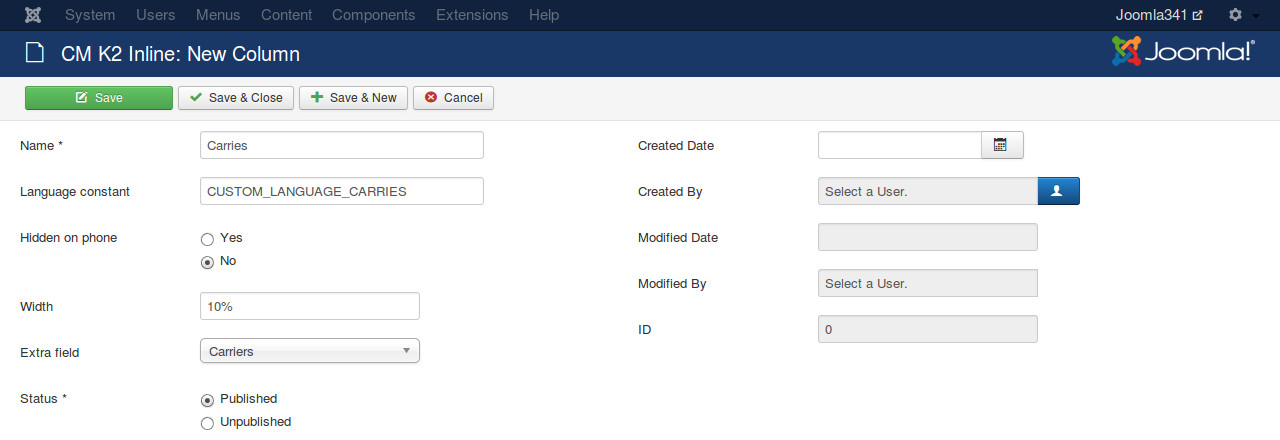 System Users Menus Content Components Extensions Help Joomla341
CM K2 Inline: New Column Joomla!®
Save Save & Close Save & New Cancel
Name * Carries Created Date
Language constant CUSTOM_LANGUAGE_CARRIES Created By Select a User.
Hidden on phone Yes Modified Date
No
Modified By Select a User.
Width 10%
ID 0
Extra field Carriers
Status * Published
Unpublished